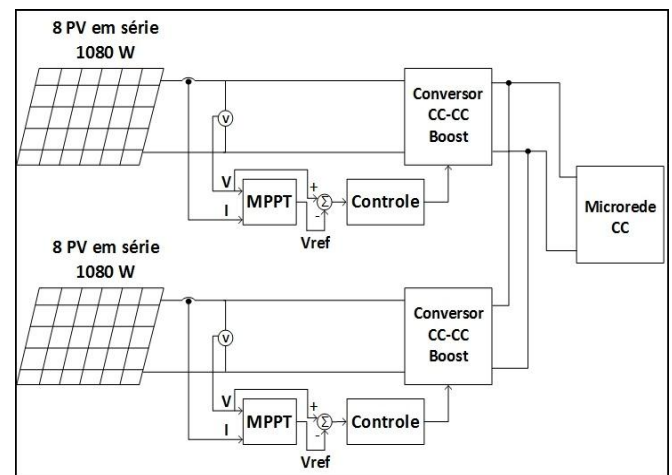 8 PV em série
1080 W
V
Conversor
CC-CC
Boost
V
I
MPPT
+
Σ
-
Vref
Controle
Microrede
CC
8 PV em série
1080 W
V
Conversor
CC-CC
Boost
V
I
MPPT
+
Σ
-
Vref
Controle